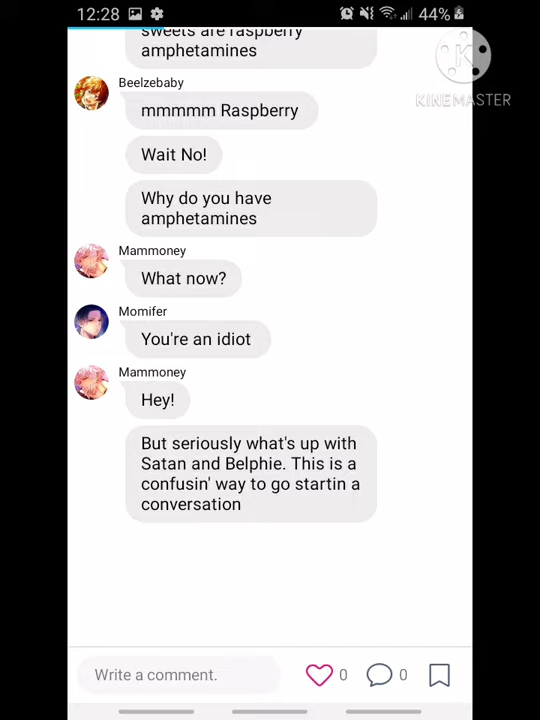 12:28
44%
sweets are raspberry
amphetamines
KINEMASTER
Beelzebaby
mmmmm Raspberry
Wait No!
Why do you have
amphetamines
Mammoney
What now?
Momifer
You're an idiot
Mammoney
Hey!
But seriously what's up with
Satan and Belphie. This is a
confusin' way to go startin a
conversation
Write a comment.
0
0